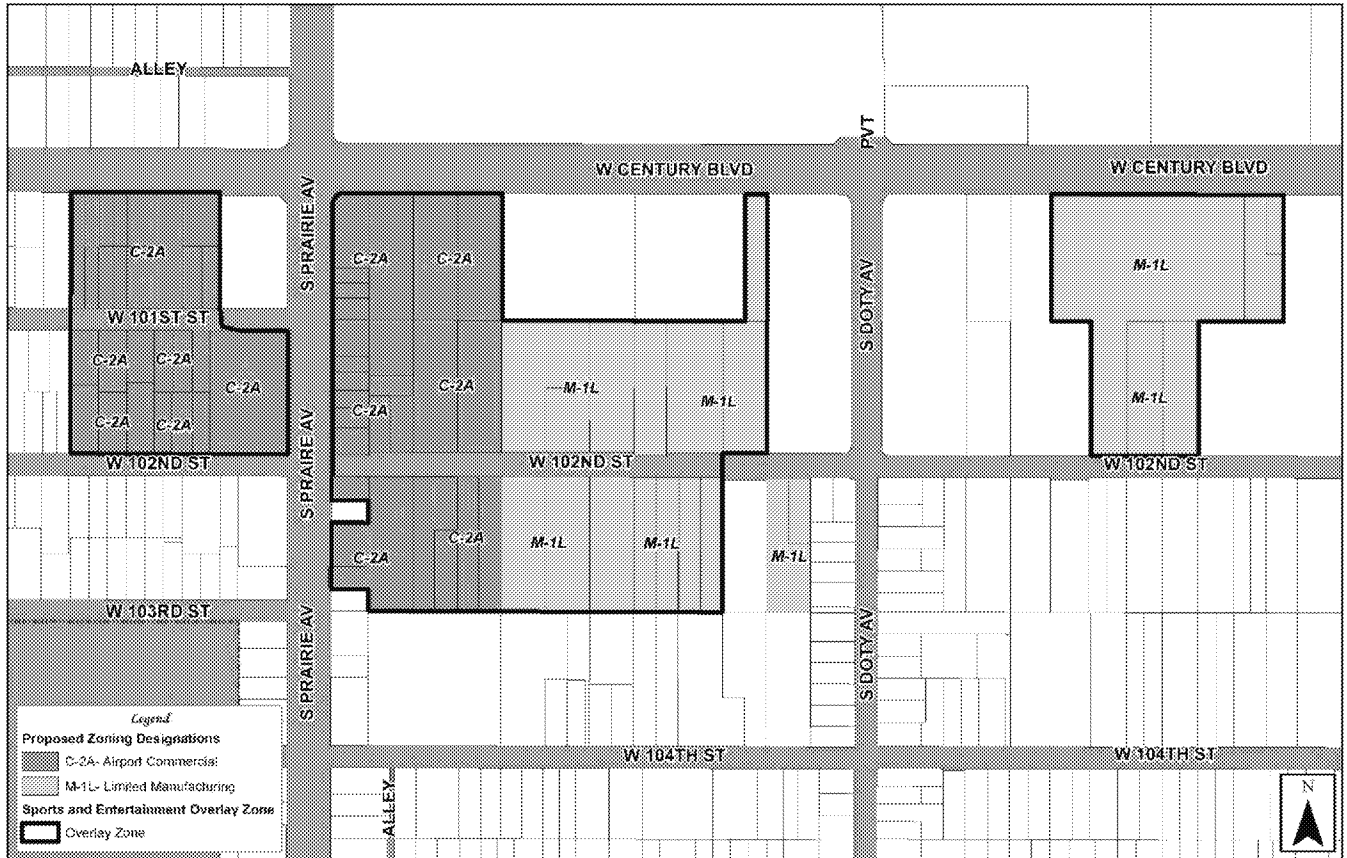 ALLEY
PVT
W CENTURY BLVD
W CENTURY BLVD
S PRAIRIE AV
C-2A
C-2A
C-2A
M-1L
S DOTY AV
W 101ST ST
C-2A
C-2A
C-2A
C-2A
C-2A
C-2A
C-2A
M-1L
M-1L
M-1L
W 102ND ST
W 102ND ST
W 102ND ST
S PRAIRIE AV
C-2A
C-2A
M-1L
M-1L
M-1L
W 103RD ST
S PRAIRIE AV
S DOTY AV
W 104TH ST
W 104TH ST
ALLEY
Legend
Proposed Zoning Designations
C-2A- Airport Commercial
M-1L- Limited Manufacturing
Sports and Entertainment Overlay Zone
Overlay Zone
N